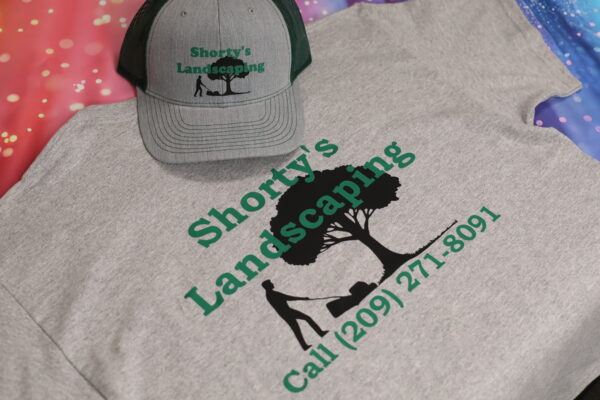 Shorty's
Landscaping
Shorty's
Landscaping
Call (209) 271-8091